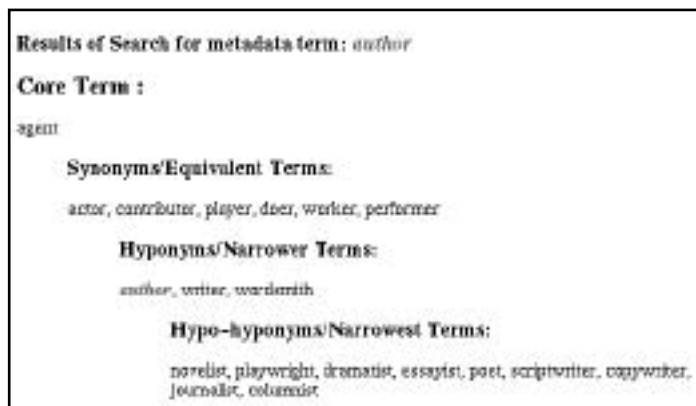 Results of Search for metadata term: author
Core Term :
agent
Synonyms/Equivalent Terms:
actor, contributor, player, doer, worker, performer
Hyponyms/Narrower Terms:
author, writer, wordsmith
Hypo-hyponyms/Narrowest Terms:
novelist, playwright, dramatist, essayist, poet, scriptwriter, copywriter,
journalist, columnist